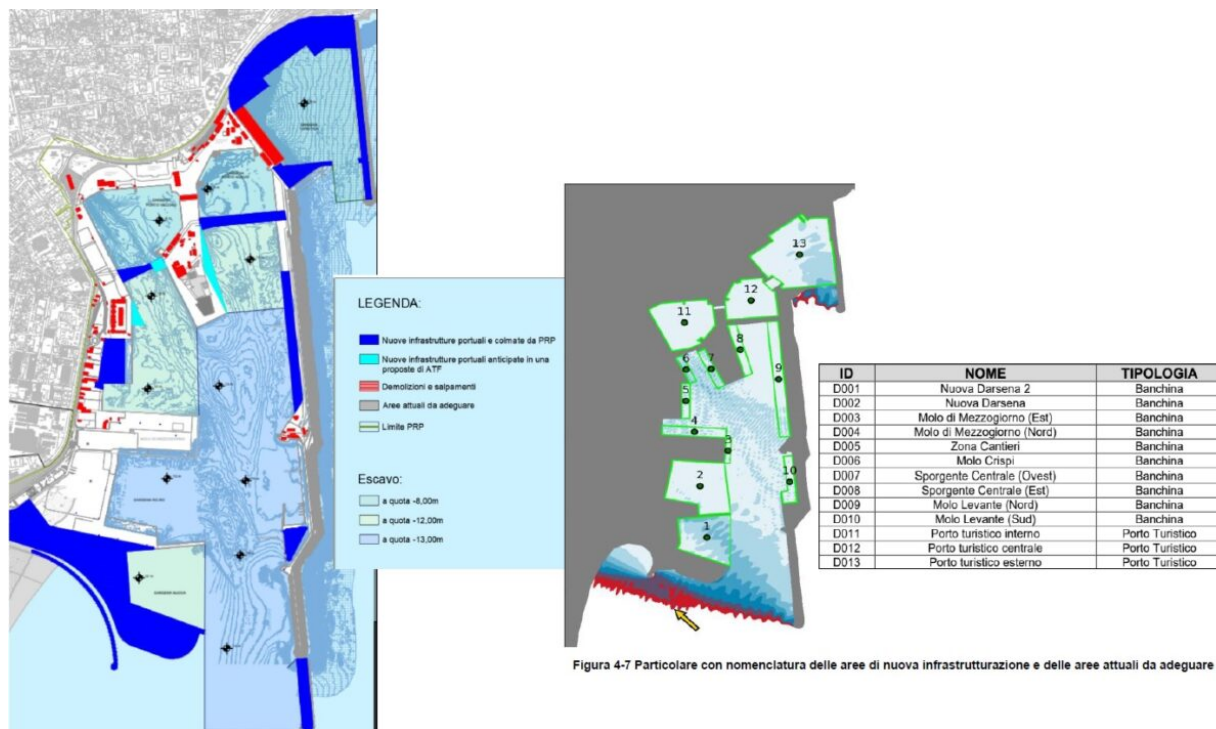 LEGENDA:
Nuove infrastrutture portuali e colmate da PRP
Nuove infrastrutture portuali anticipate in una
proposte di ATF
Demolizioni e salpamenti
Aree attuali da adeguare
Limite PRP
Escavo:
a quota -8,00m
a quota -12,00m
a quota -13,00m
13
12
11
8
6
7
9
5
4
3
10
2
1
ID NOME TIPOLOGIA
D001 Nuova Darsena 2 Banchina
D002 Nuova Darsena Banchina
D003 Molo di Mezzogiorno (Est) Banchina
D004 Molo di Mezzogiorno (Nord) Banchina
D005 Zona Cantieri Banchina
D006 Molo Crispi Banchina
D007 Sporgente Centrale (Ovest) Banchina
D008 Sporgente Centrale (Est) Banchina
D009 Molo Levante (Nord) Banchina
D010 Molo Levante (Sud) Banchina
D011 Porto turistico interno Porto Turistico
D012 Porto turistico centrale Porto Turistico
D013 Porto turistico esterno Porto Turistico
Figura 4-7 Particolare con nomenclatura delle aree di nuova infrastrutturazione e delle aree attuali da adeguare